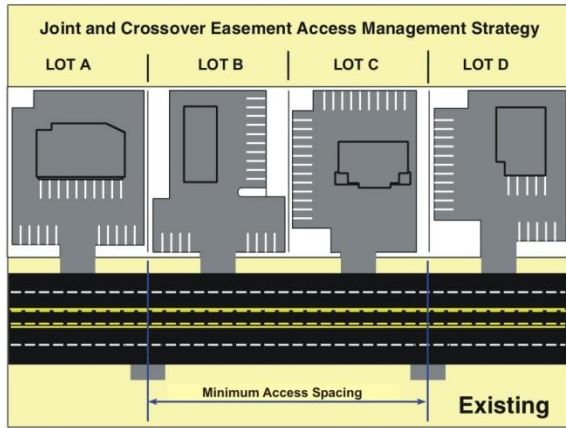 Joint and Crossover Easement Access Management Strategy
LOT A LOT B LOT C LOT D
Minimum Access Spacing
Existing